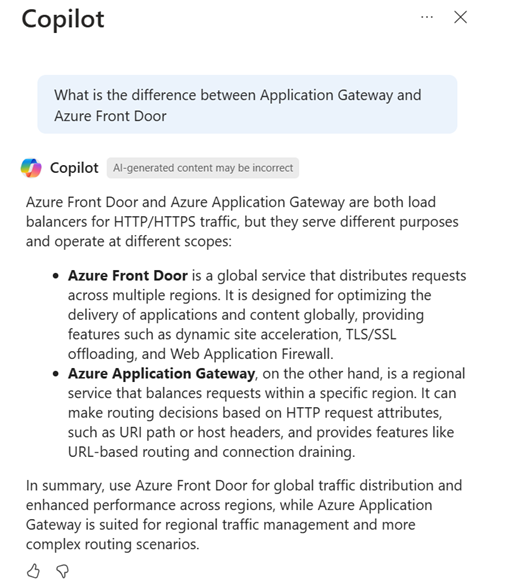 Copilot
What is the difference between Application Gateway and
Azure Front Door
Copilot AI-generated content may be incorrect
Azure Front Door and Azure Application Gateway are both load
balancers for HTTP/HTTPS traffic, but they serve different purposes
and operate at different scopes:
• Azure Front Door is a global service that distributes requests
across multiple regions. It is designed for optimizing the
delivery of applications and content globally, providing
features such as dynamic site acceleration, TLS/SSL
offloading, and Web Application Firewall.
• Azure Application Gateway, on the other hand, is a regional
service that balances requests within a specific region. It can
make routing decisions based on HTTP request attributes,
such as URI path or host headers, and provides features like
URL-based routing and connection draining.
In summary, use Azure Front Door for global traffic distribution and
enhanced performance across regions, while Azure Application
Gateway is suited for regional traffic management and more
complex routing scenarios.